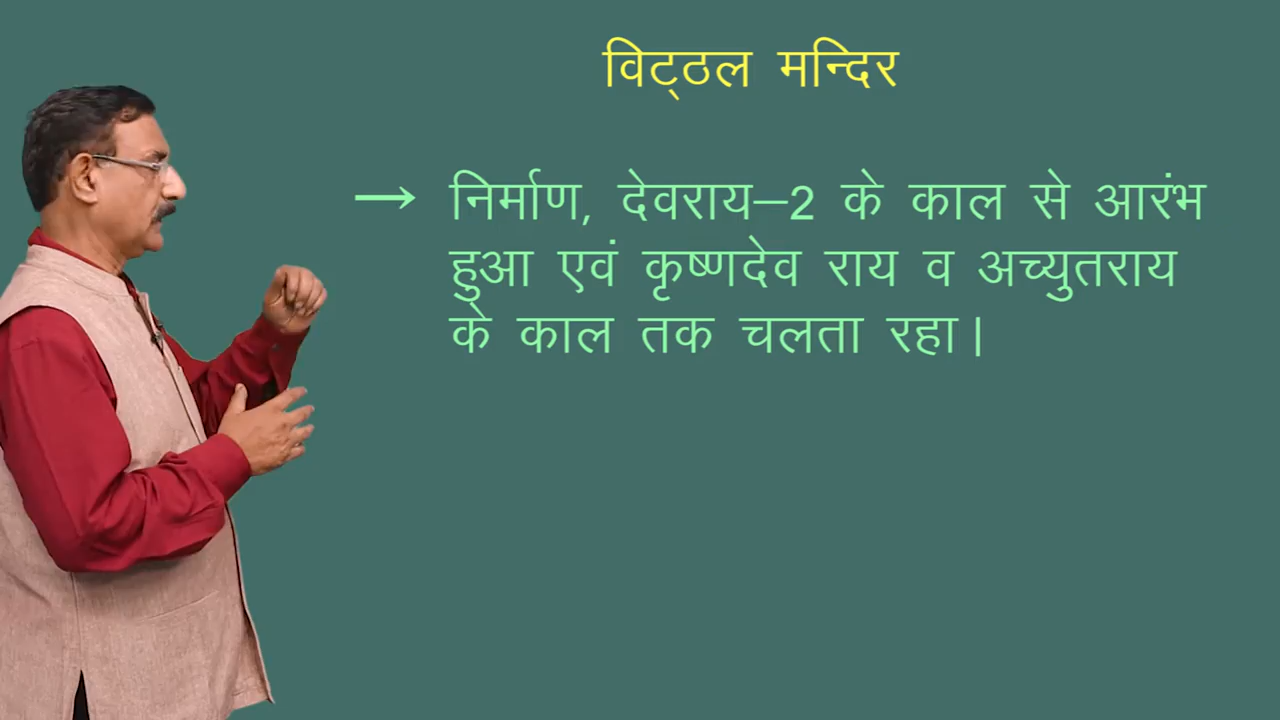 विट्ठल मन्दिर
→ निर्माण, देवराय–2 के काल से आरंभ
हुआ एवं कृष्णदेव राय व अच्युतराय
के काल तक चलता रहा।